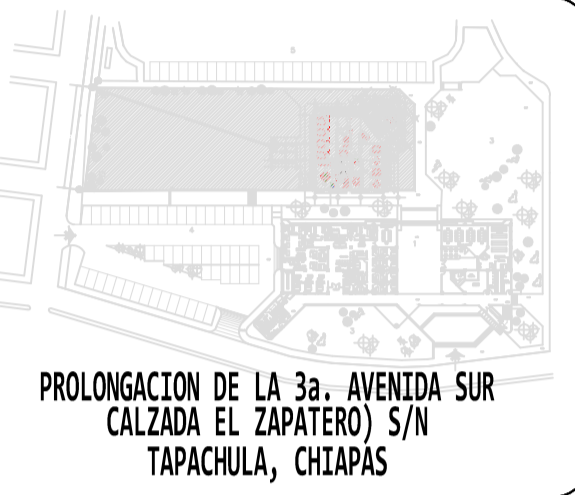 PROLONGACION DE LA 3a. AVENIDA SUR
CALZADA EL ZAPATERO) S/N
TAPACHULA, CHIAPAS